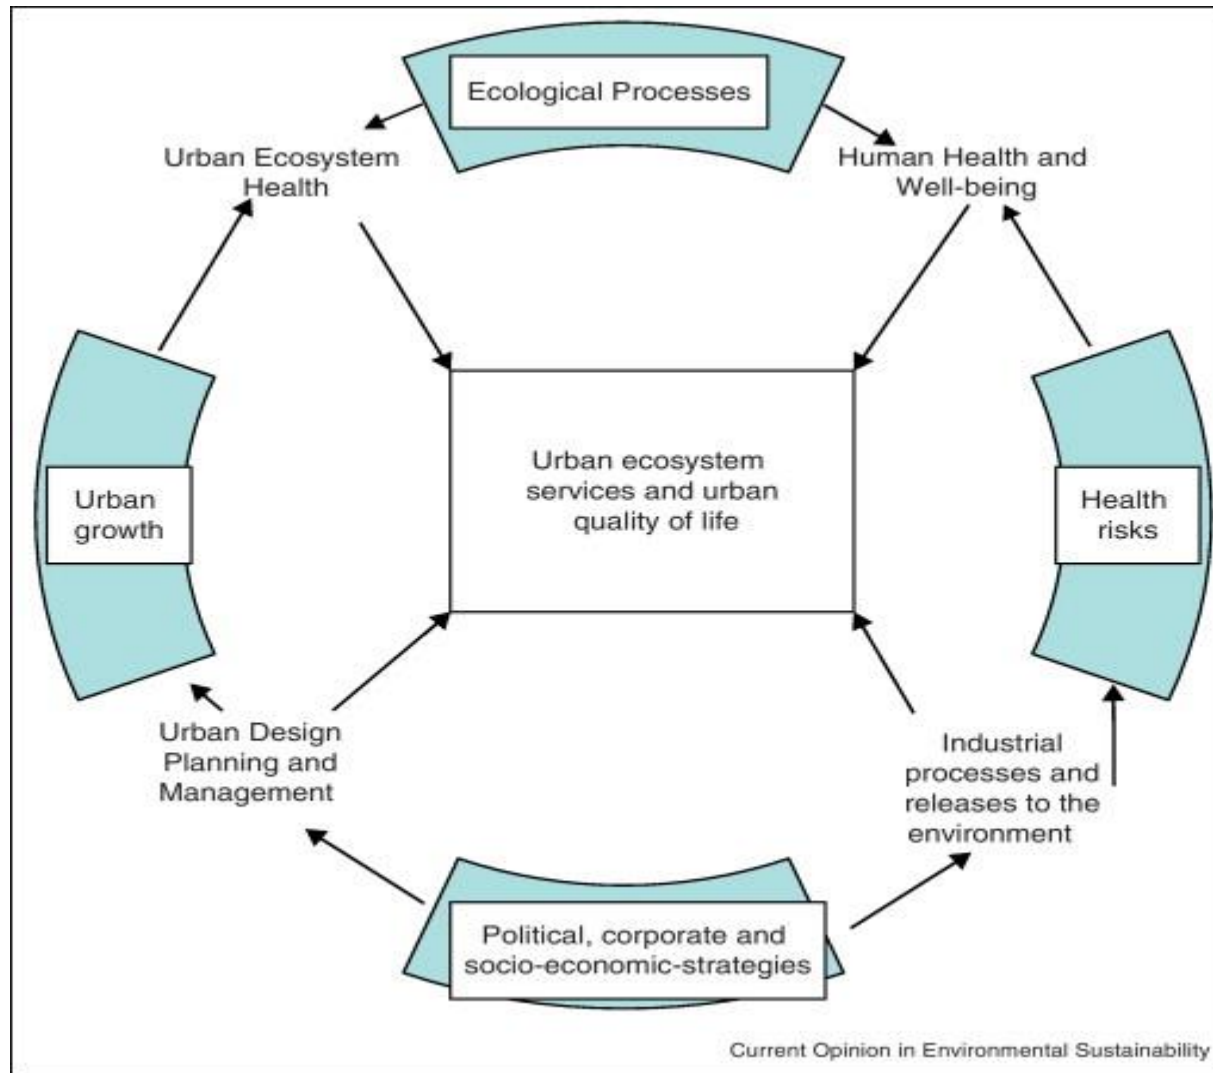 Ecological Processes
Urban Ecosystem
Health
Human Health and
Well-being
Urban
growth
Urban ecosystem
services and urban
quality of life
Health
risks
Urban Design
Planning and
Management
Industrial
processes and
releases to the
environment
Political, corporate and
socio-economic-strategies
Current Opinion in Environmental Sustainability